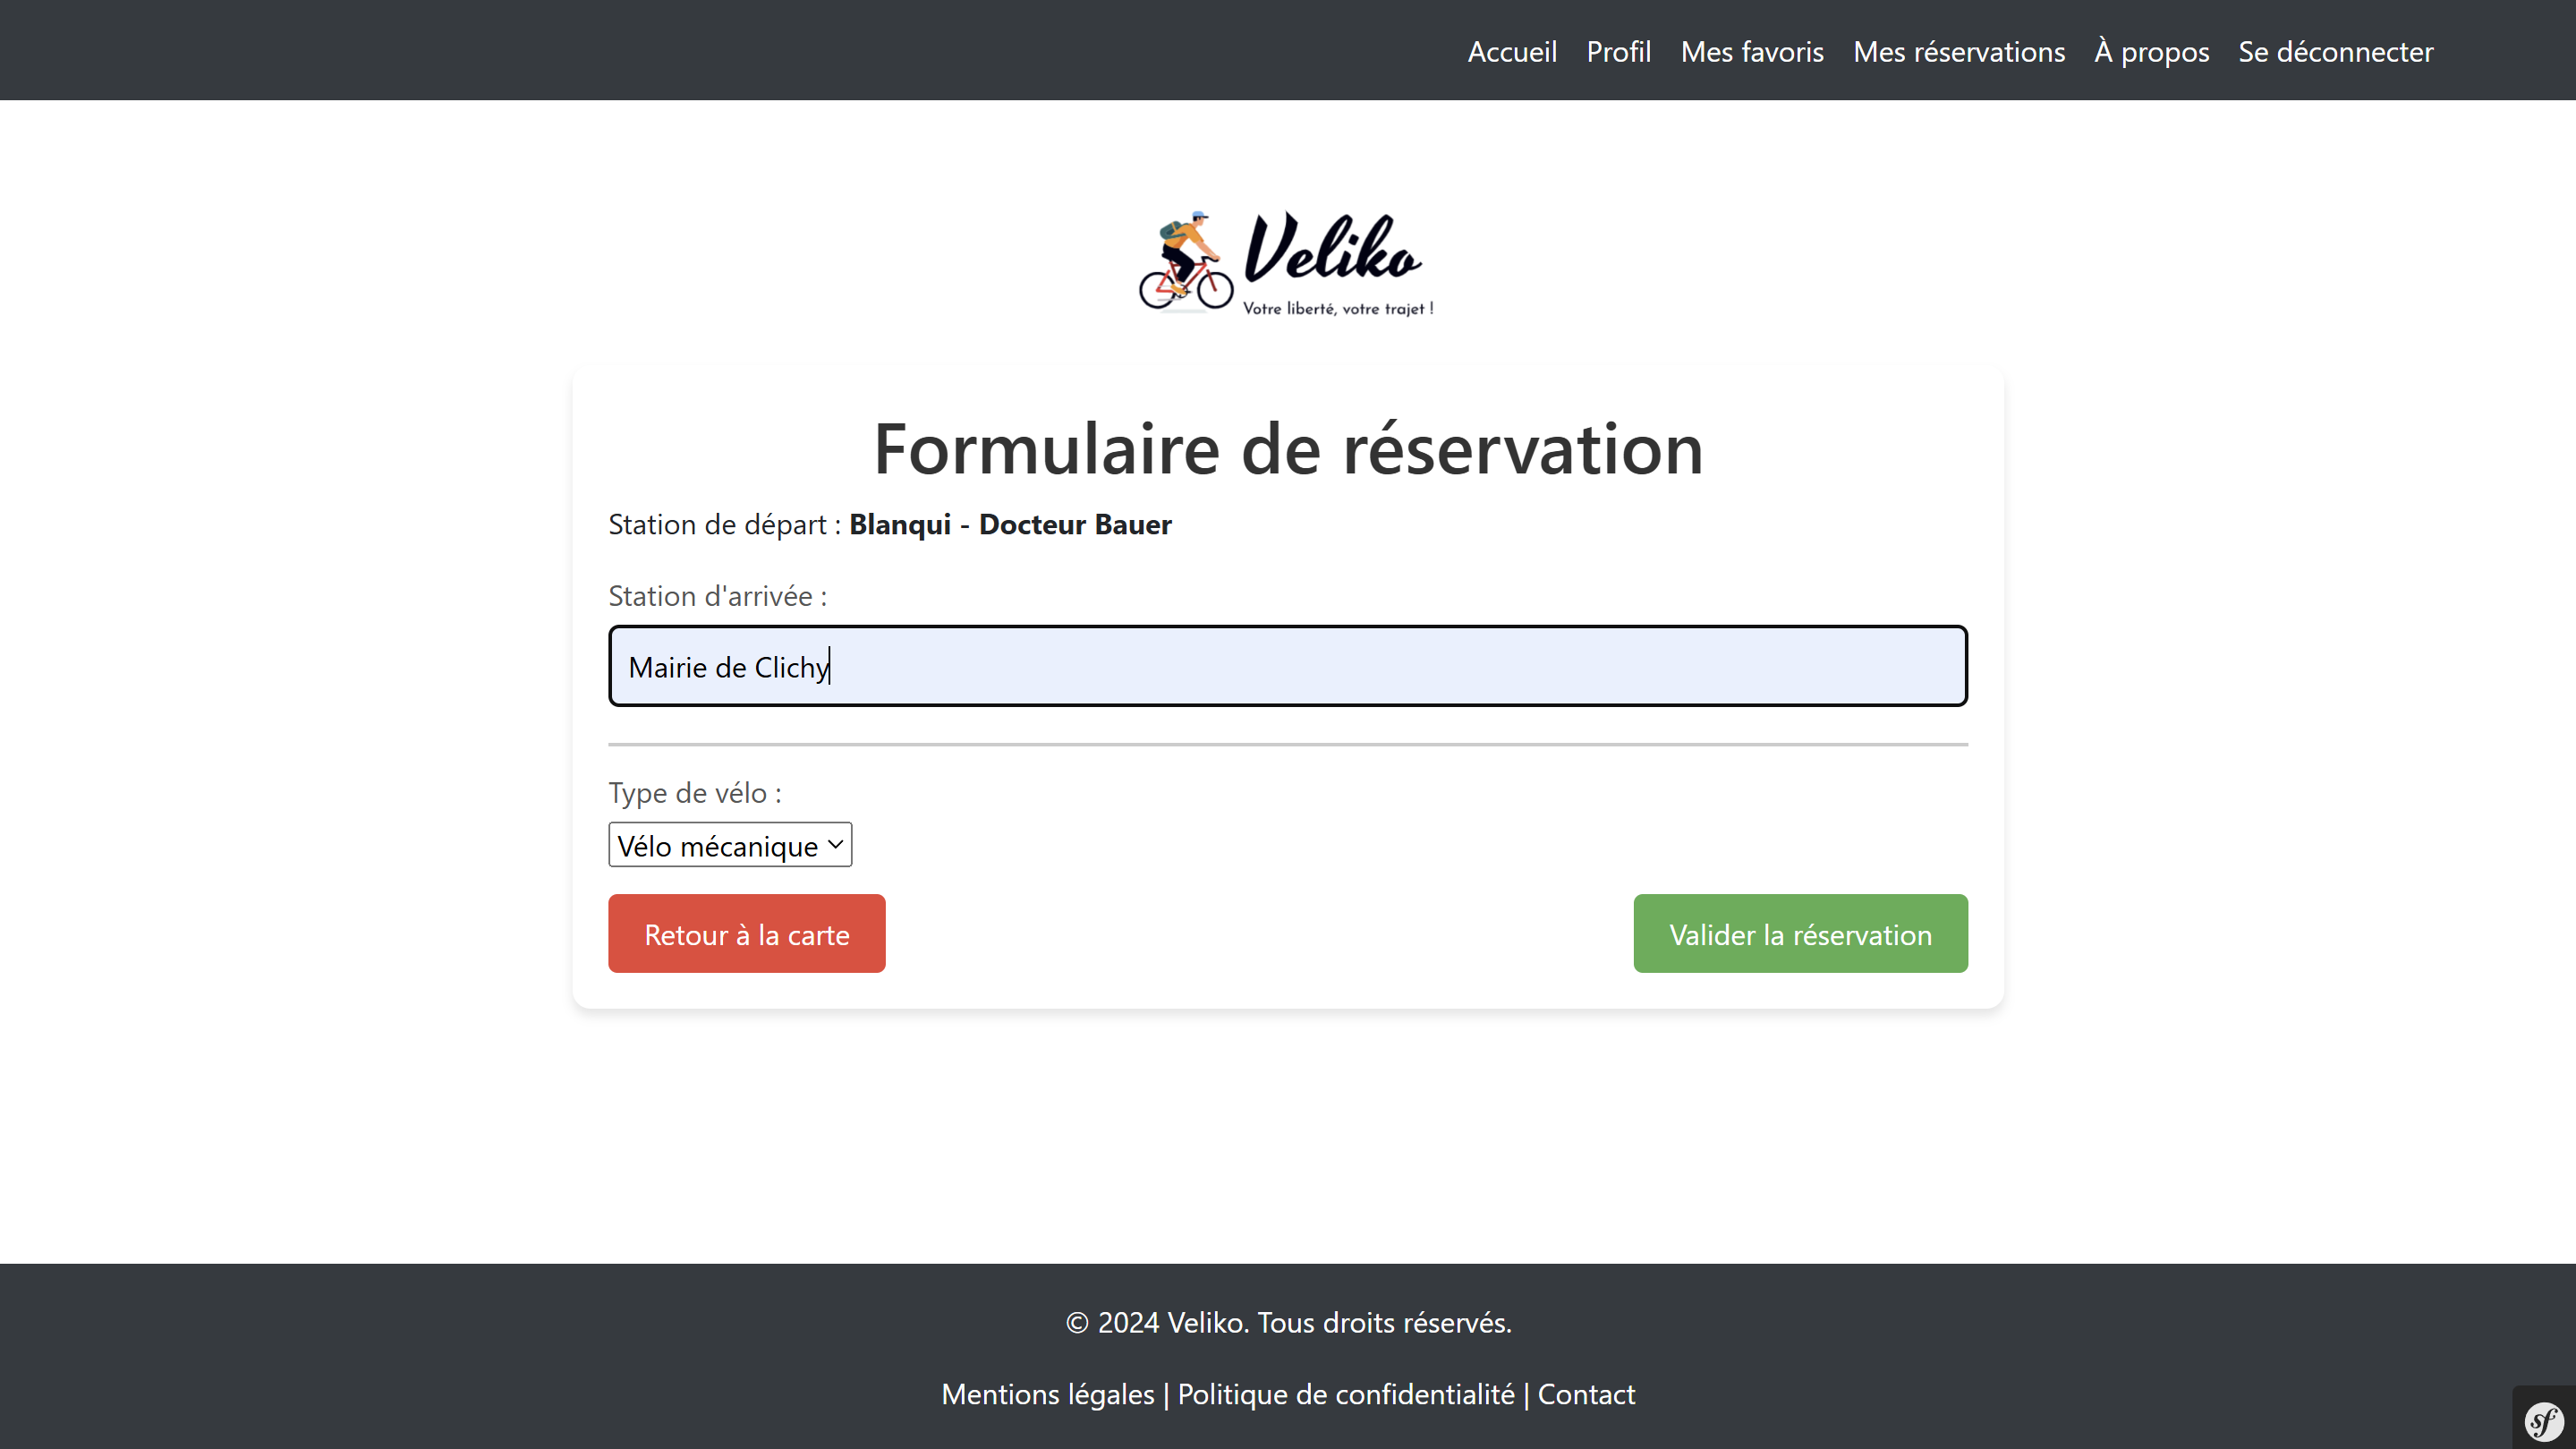 Accueil Profil Mes favoris Mes réservations À propos Se déconnecter
Veliko
Votre liberté, votre trajet !
Formulaire de réservation
Station de départ : Blanqui - Docteur Bauer
Station d'arrivée :
Mairie de Clichy
Type de vélo :
Vélo mécanique
Retour à la carte
Valider la réservation
© 2024 Veliko. Tous droits réservés.
Mentions légales | Politique de confidentialité | Contact
sf